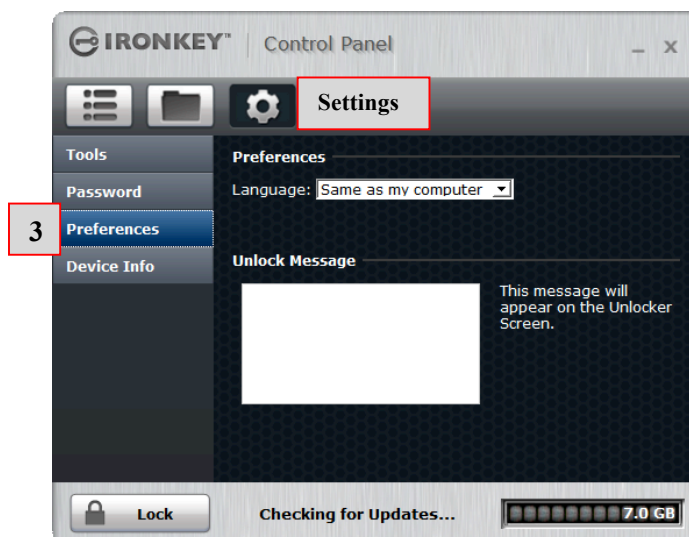 IRONKEY™ | Control Panel
Settings
Tools
Password
3
Preferences
Device Info
Preferences
Language: Same as my computer
Unlock Message
This message will
appear on the Unlocker
Screen.
Lock
Checking for Updates...
7.0 GB